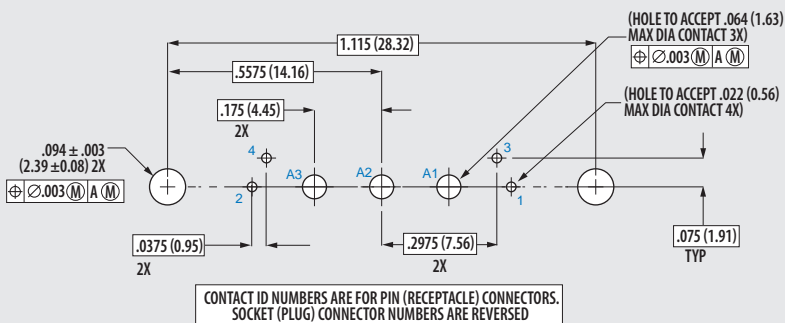 (HOLE TO ACCEPT .064 (1.63)
MAX DIA CONTACT 3X)
⌖ ∅.003 Ⓜ A Ⓜ
1.115 (28.32)
.5575 (14.16)
(HOLE TO ACCEPT .022 (0.56)
MAX DIA CONTACT 4X)
.175 (4.45)
2X
.094 ± .003
(2.39 ±0.08) 2X
⌖ ∅.003 Ⓜ A Ⓜ
4
3
A3
A2
A1
2
1
.0375 (0.95)
2X
.2975 (7.56)
2X
.075 (1.91)
TYP
CONTACT ID NUMBERS ARE FOR PIN (RECEPTACLE) CONNECTORS.
SOCKET (PLUG) CONNECTOR NUMBERS ARE REVERSED